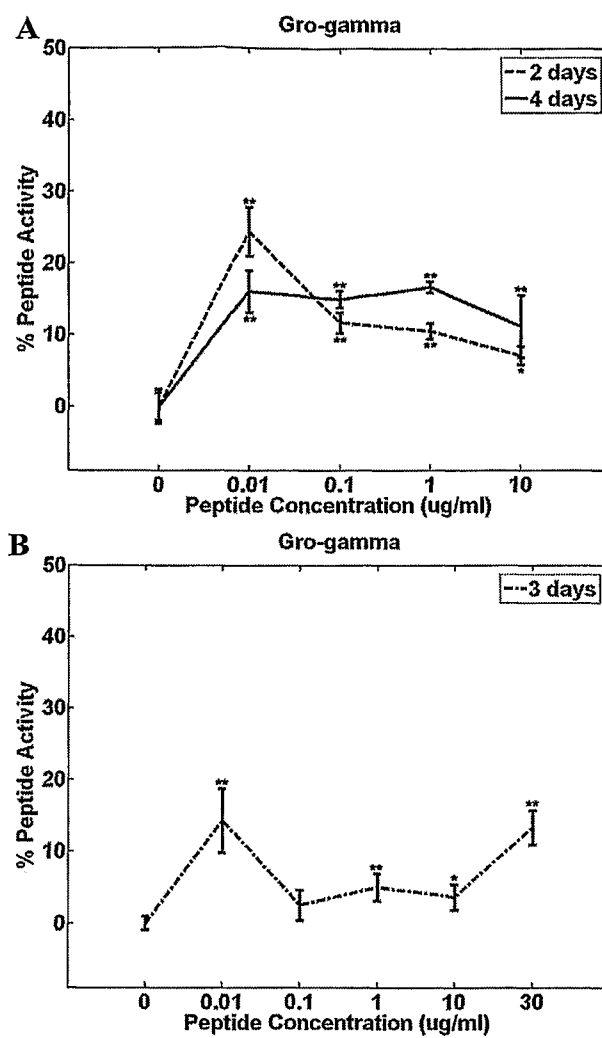 A
Gro-gamma
2 days
4 days
% Peptide Activity
50
40
30
20
10
0
**
**
**
**
**
**
**
*
0 0.01 0.1 1 10
Peptide Concentration (ug/ml)
B
Gro-gamma
3 days
% Peptide Activity
50
40
30
20
10
0
**
**
*
**
0 0.01 0.1 1 10 30
Peptide Concentration (ug/ml)